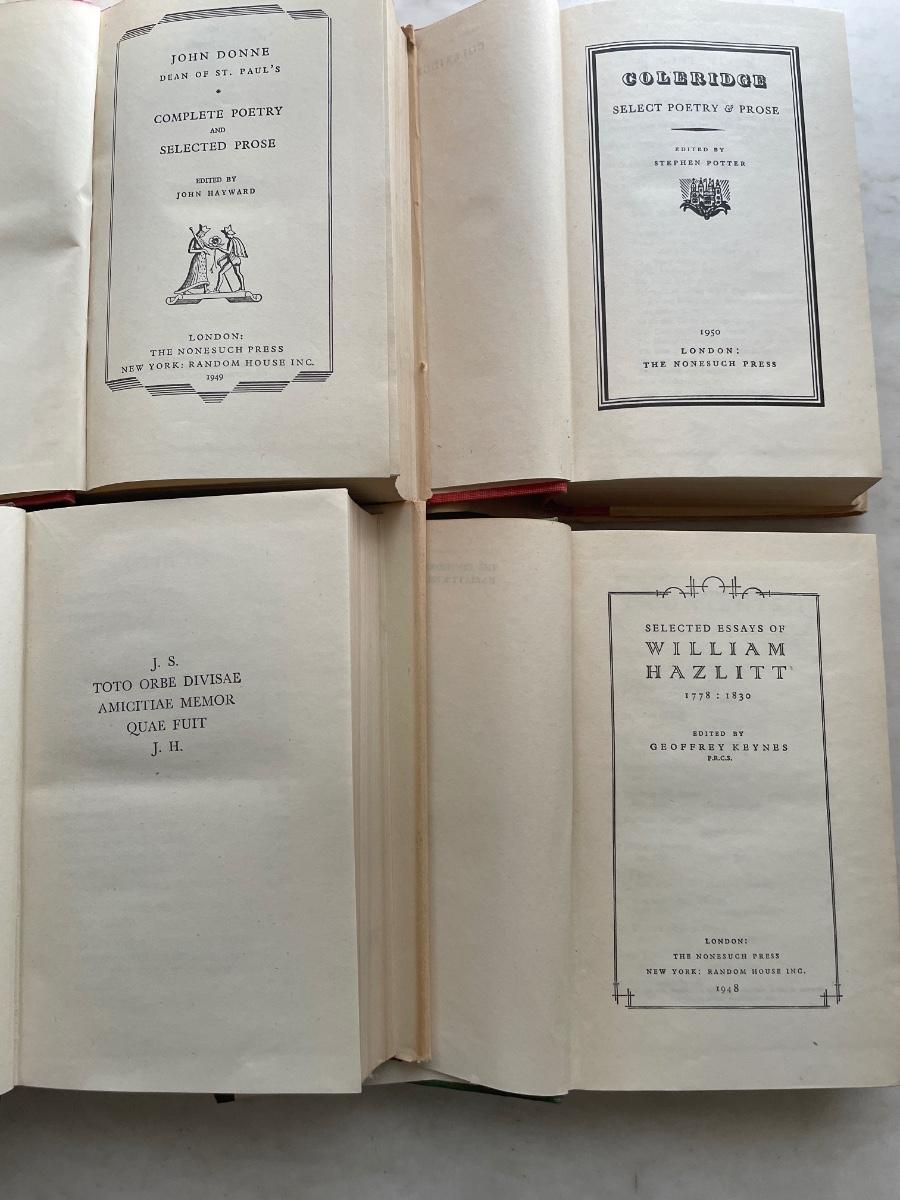 JOHN DONNE
DEAN OF ST. PAUL'S
COMPLETE POETRY
AND
SELECTED PROSE
EDITED BY
JOHN HAYWARD
LONDON:
THE NONESUCH PRESS
NEW YORK: RANDOM HOUSE INC.
1949
COLERIDGE
SELECT POETRY & PROSE
EDITED BY
STEPHEN POTTER
1950
LONDON:
THE NONESUCH PRESS
J. S.
TOTO ORBE DIVISAE
AMICITIAE MEMOR
QUAE FUIT
J. H.
SELECTED ESSAYS OF
WILLIAM
HAZLITT
1778 : 1830
EDITED BY
GEOFFREY KEYNES
F.R.C.S.
LONDON:
THE NONESUCH PRESS
NEW YORK: RANDOM HOUSE INC.
1948